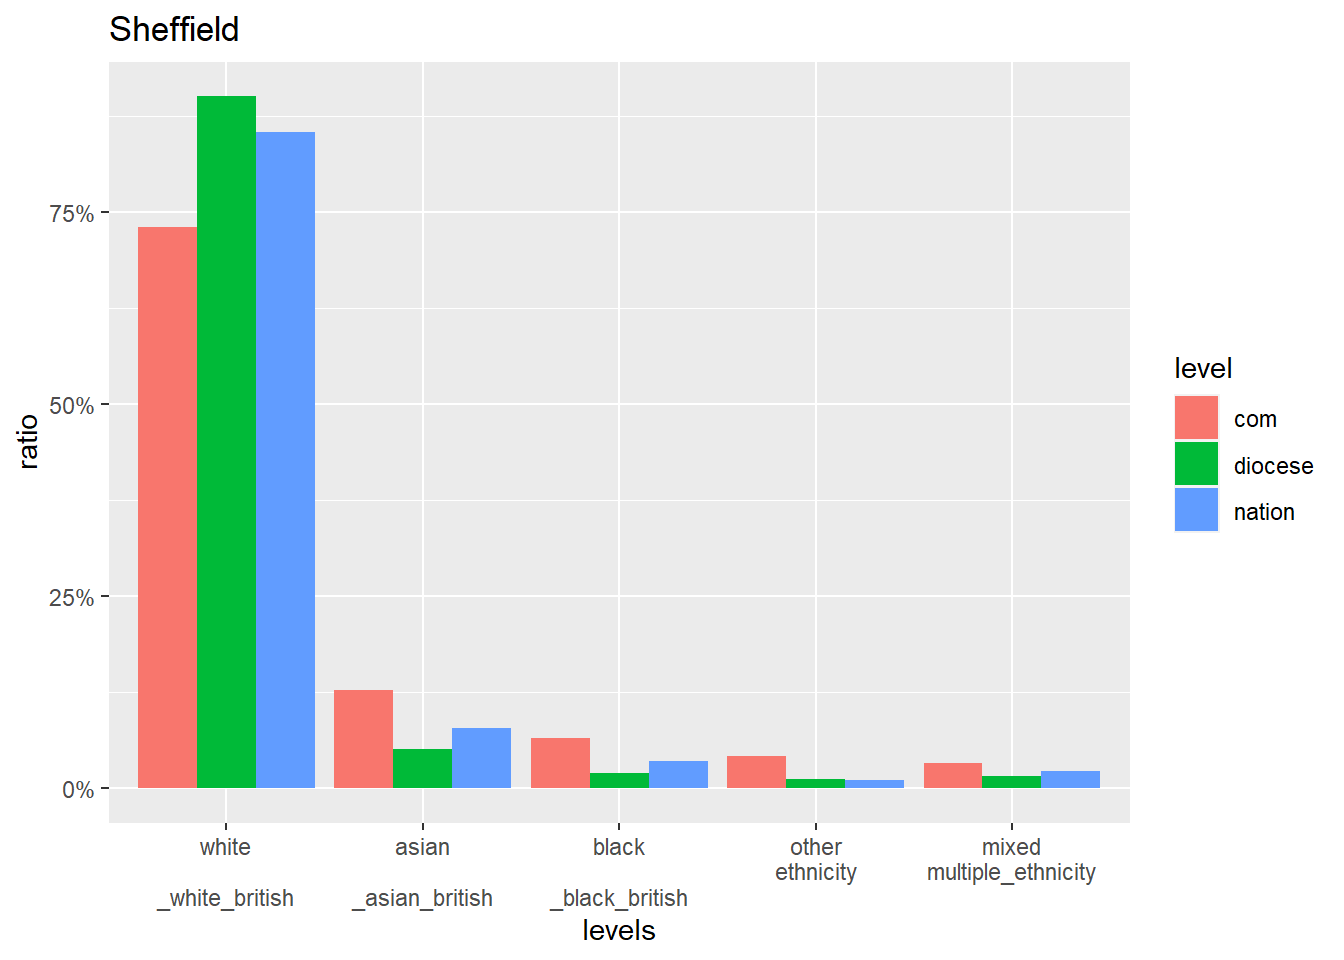 Sheffield
75%
50%
25%
0%
ratio
white
_white_british
asian
_asian_british
black
_black_british
other
ethnicity
mixed
multiple_ethnicity
levels
level
com
diocese
nation